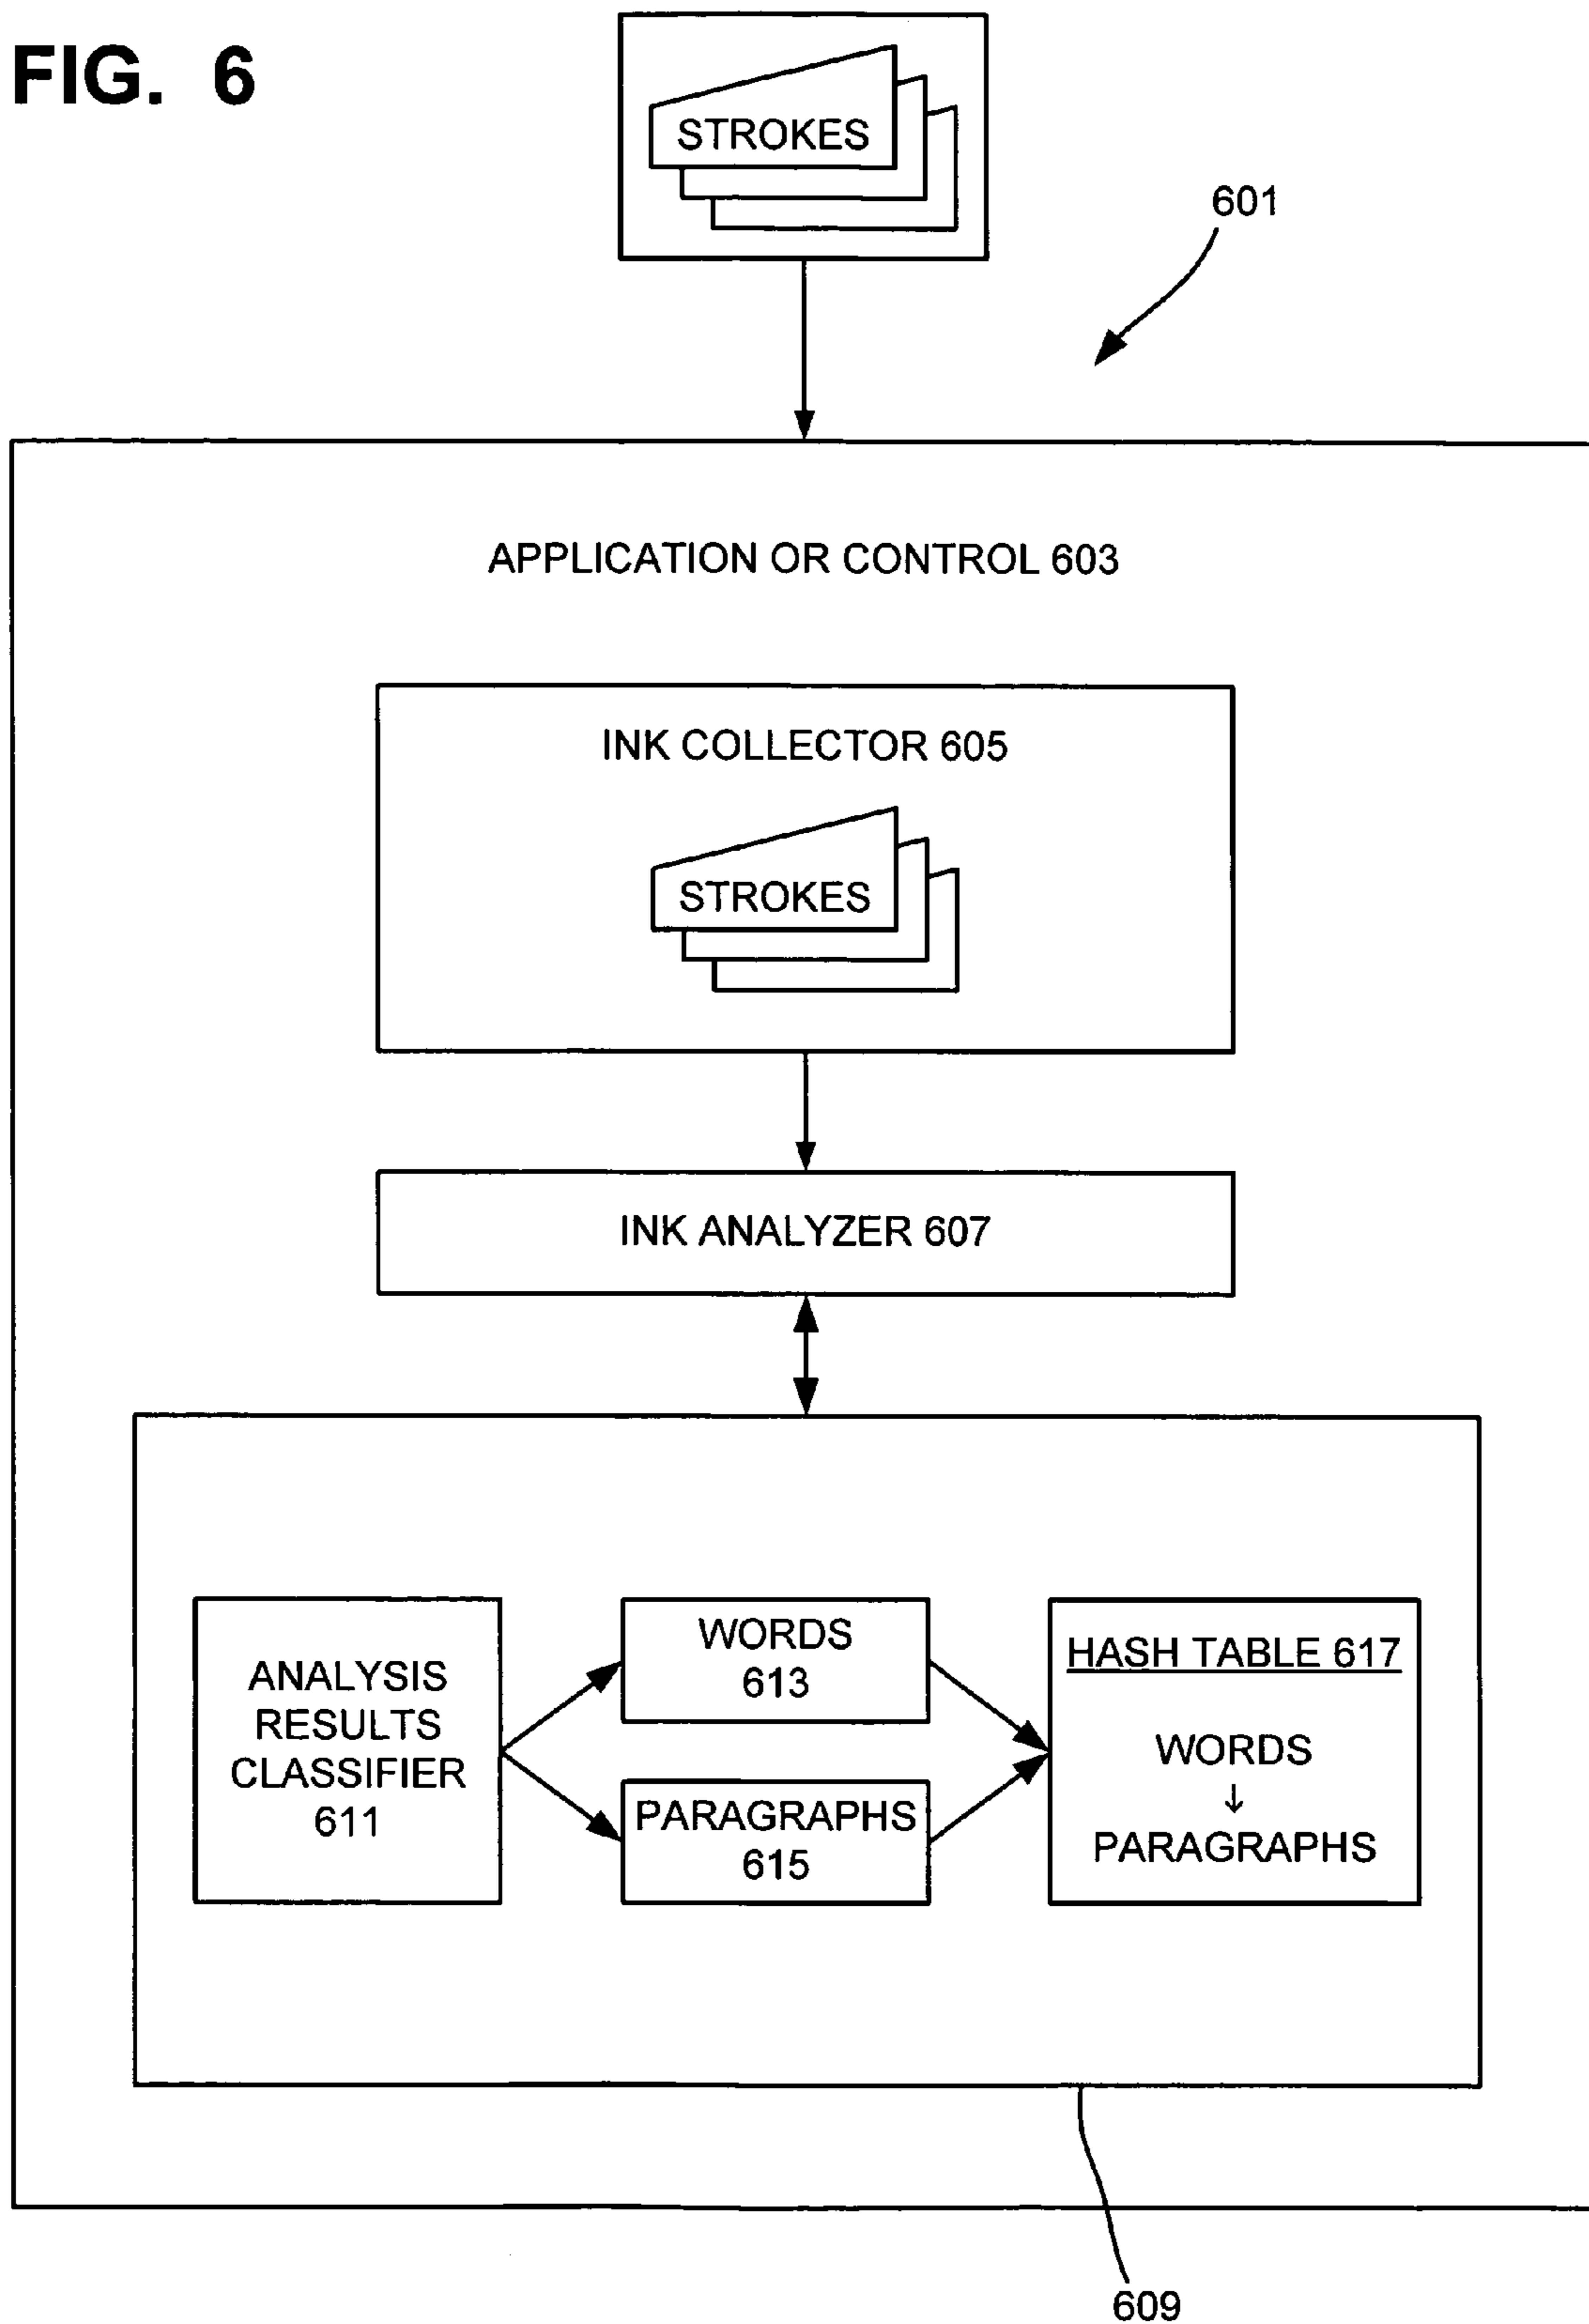 FIG. 6
STROKES
601
APPLICATION OR CONTROL 603
INK COLLECTOR 605
STROKES
INK ANALYZER 607
ANALYSIS
RESULTS
CLASSIFIER
611
WORDS
613
PARAGRAPHS
615
HASH TABLE 617
WORDS
↓
PARAGRAPHS
609